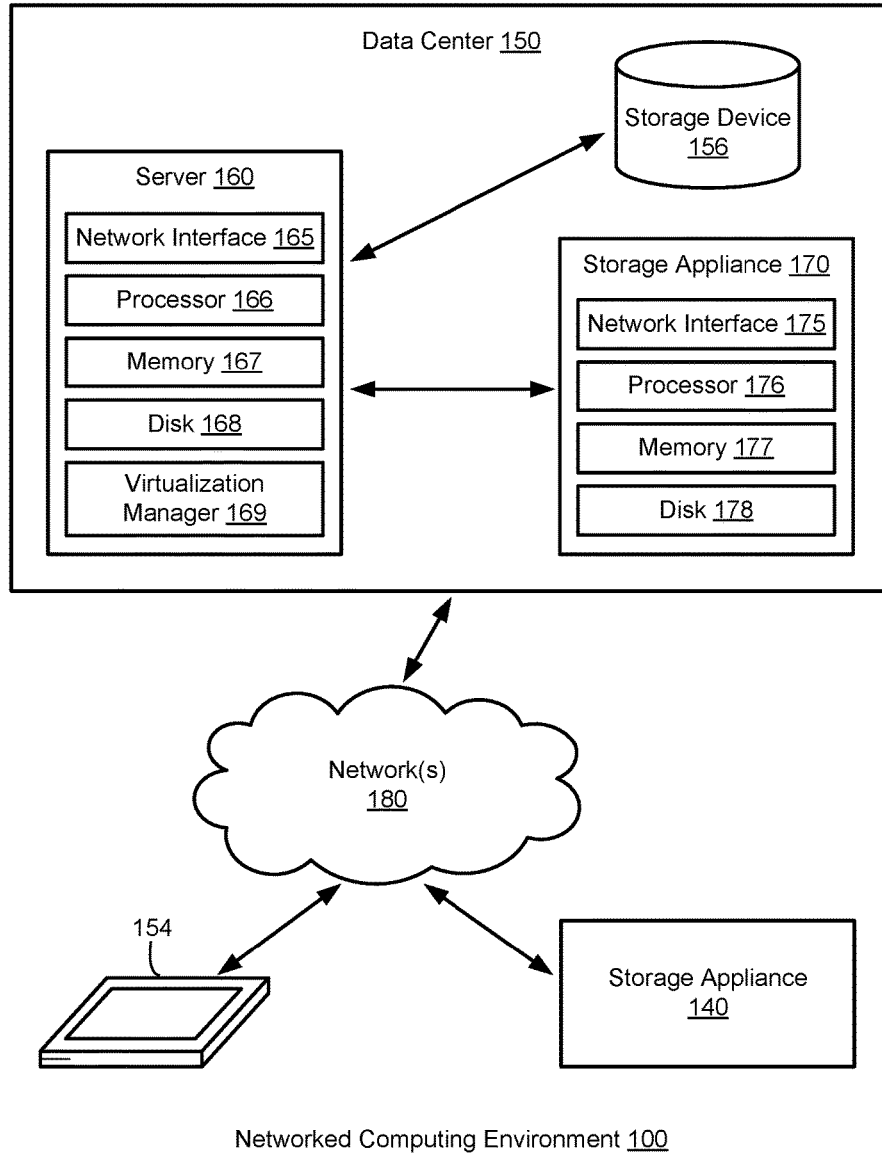 Data Center 150
Storage Device
156
Server 160
Network Interface 165
Processor 166
Memory 167
Disk 168
Virtualization
Manager 169
Storage Appliance 170
Network Interface 175
Processor 176
Memory 177
Disk 178
Network(s)
180
154
Storage Appliance
140
Networked Computing Environment 100